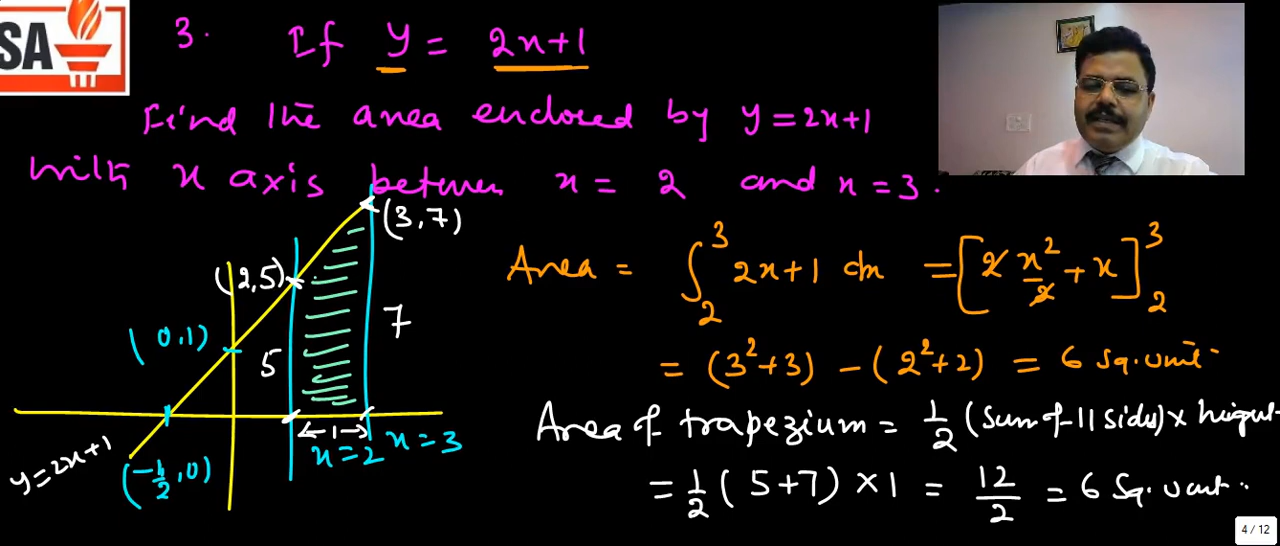 SA
3. If y = 2x+1
Find the area enclosed by y = 2x+1
with x axis between x = 2 and x = 3.
(3,7)
(2,5)
(0,1)
5
7
←1→
x=2 x=3
y=2x+1
(-1/2,0)
Area = ∫₂³ 2x+1 dx = [2 x²/2 + x]₂³
= (3²+3) - (2²+2) = 6 Sq.unit.
Area of trapezium = 1/2 (Sum of 11 Sides) x height
= 1/2 (5+7) x 1 = 12/2 = 6 Sq.unit.
4 / 12